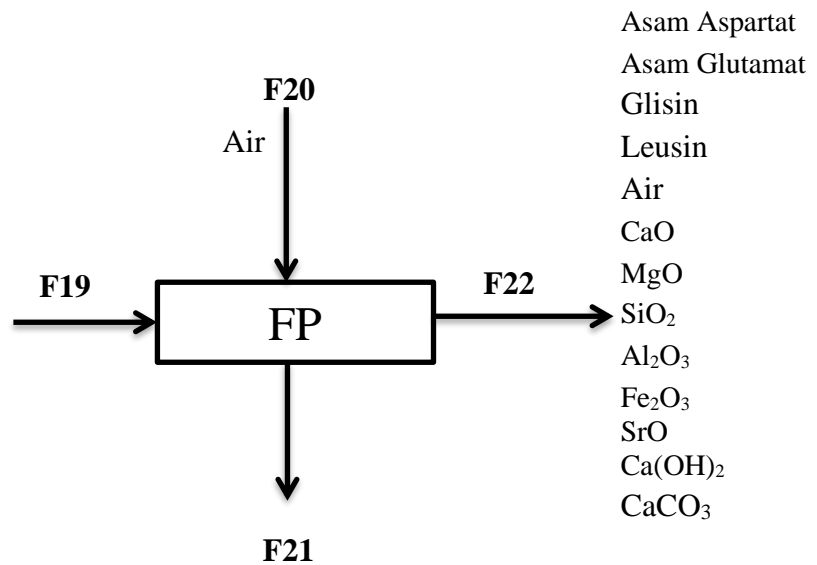 F20
Air
F19
FP
F22
F21
Asam Aspartat
Asam Glutamat
Glisin
Leusin
Air
CaO
MgO
SiO₂
Al₂O₃
Fe₂O₃
SrO
Ca(OH)₂
CaCO₃